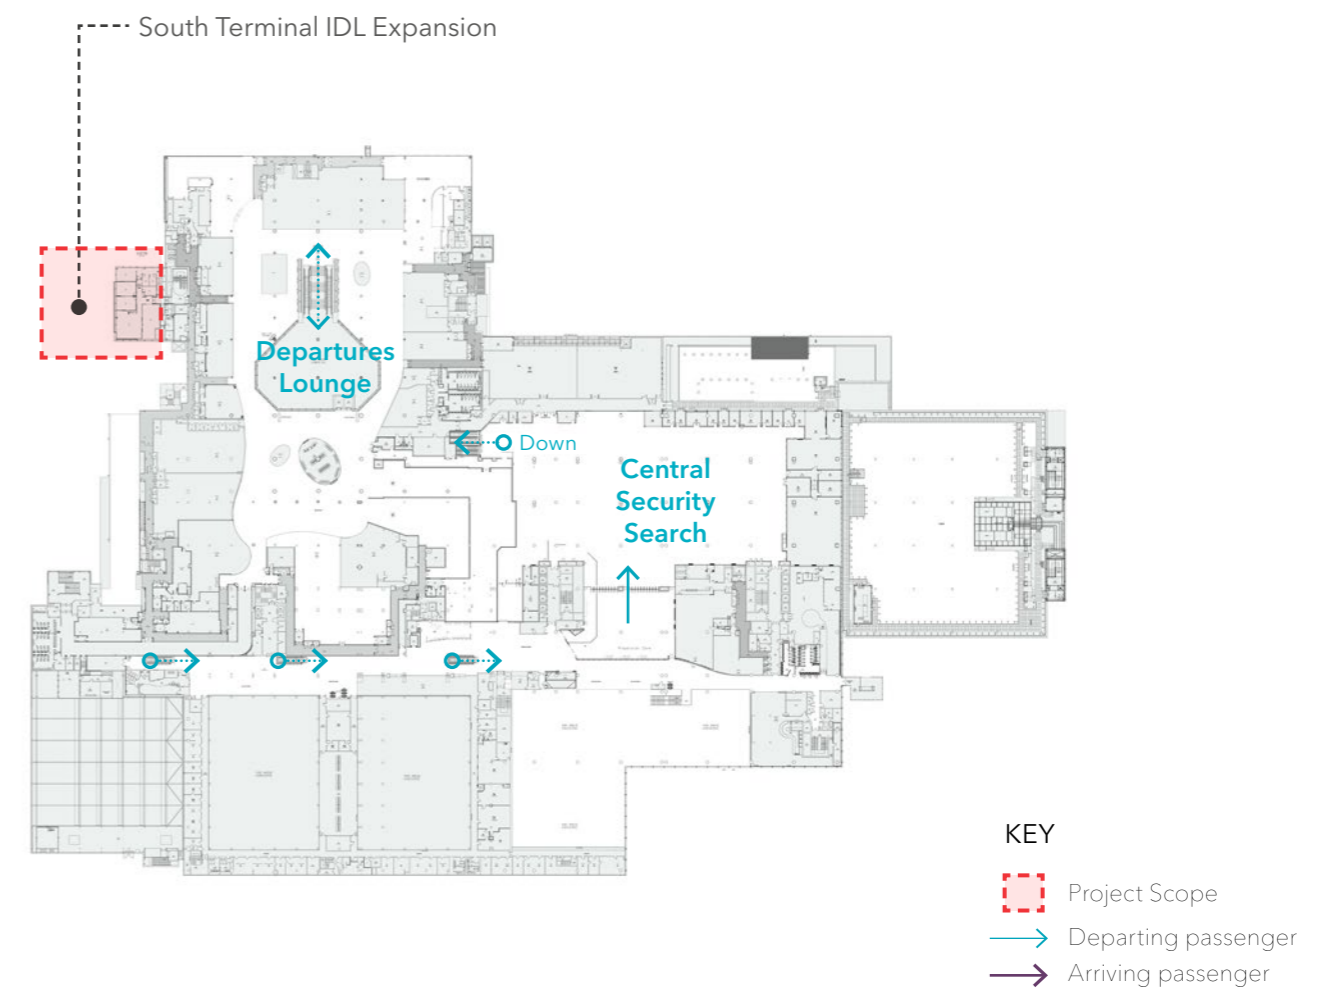 South Terminal IDL Expansion
Departures
Lounge
Down
Central
Security
Search
KEY
Project Scope
Departing passenger
Arriving passenger